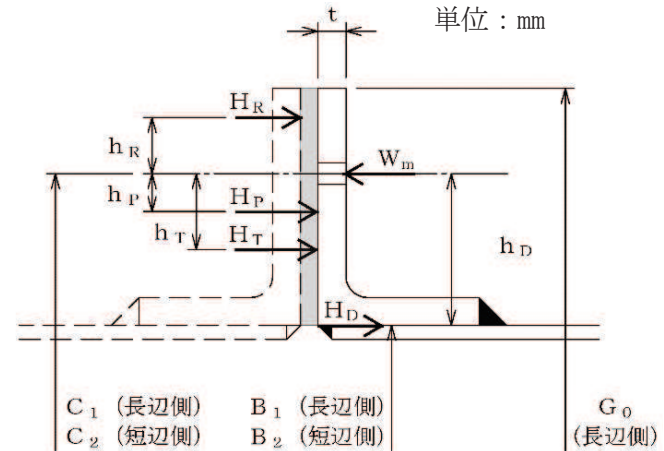 t
単位：mm
H_R
h_R
W_m
h_P
H_P
h_T
H_T
h_D
H_D
C_1 (長辺側) B_1 (長辺側) G_0
C_2 (短辺側) B_2 (短辺側) (長辺側)